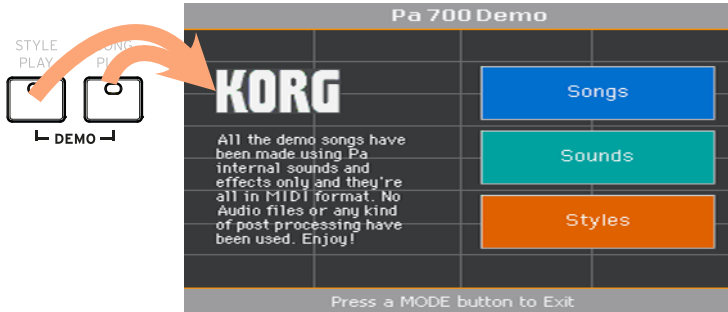 STYLE
PLAY
SONG
DEMO
Pa700 Demo
KORG
All the demo songs have
been made using Pa
internal sounds and
effects only and they're
all in MIDI format. No
Audio files or any kind
of post processing have
been used. Enjoy!
Songs
Sounds
Styles
Press a MODE button to Exit